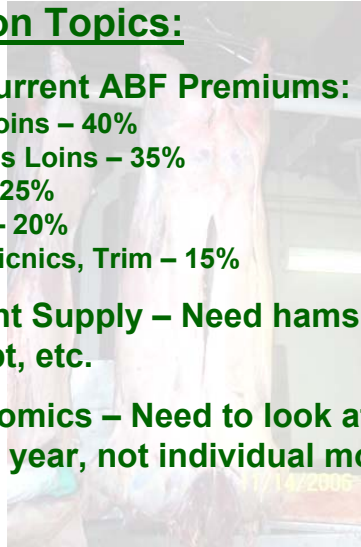 on Topics:
urrent ABF Premiums:
oins – 40%
s Loins – 35%
25%
– 20%
icnics, Trim – 15%
nt Supply – Need hams
ot, etc.
omics – Need to look a
year, not individual mo
11/14/2006